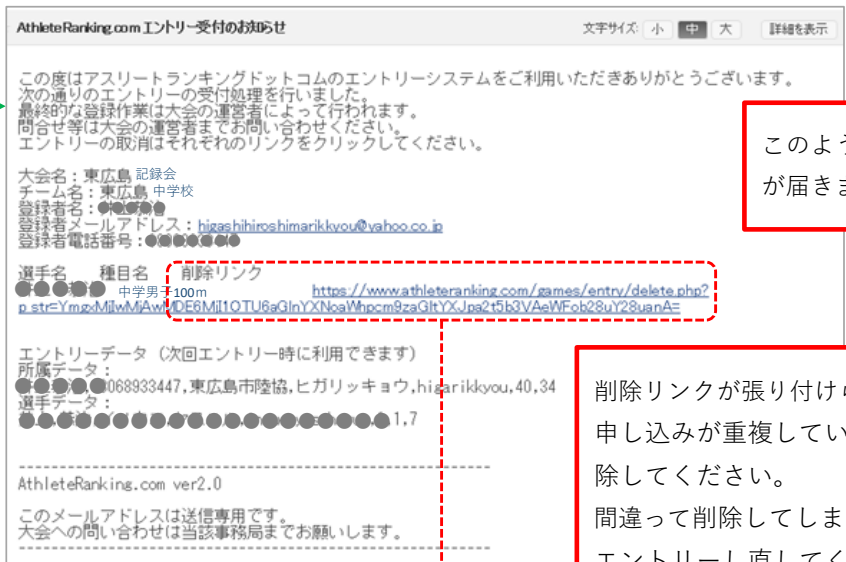 AthleteRanking.com エントリー受付のお知らせ
文字サイズ: 小 中 大 詳細を表示
この度はアスリートランキングドットコムのエントリーシステムをご利用いただきありがとうございます。
次の通りのエントリーの受付処理を行いました。
最終的な登録作業は大会の運営者によって行われます。
問合せ等は大会の運営者までお問い合わせください。
エントリーの取消はそれぞれのリンクをクリックしてください。
このよう
が届きま
大会名：東広島 記録会
チーム名：東広島 中学校
登録者名：
登録者メールアドレス：higashihiroshimarikkyou@yahoo.co.jp
登録者電話番号：
選手名 種目名 削除リンク
中学男子100m https://www.athleteranking.com/games/entry/delete.php?
エントリーデータ（次回エントリー時に利用できます）
所属データ：
068933447,東広島市陸協,ヒガリッキョウ,higarikkyou,40,34
選手データ：
1,7
削除リンクが張り付けら
申し込みが重複してい
除してください。
間違って削除してしま
エントリーし直してく
AthleteRanking.com ver2.0
このメールアドレスは送信専用です。
大会への問い合わせは当該事務局までお願いします。